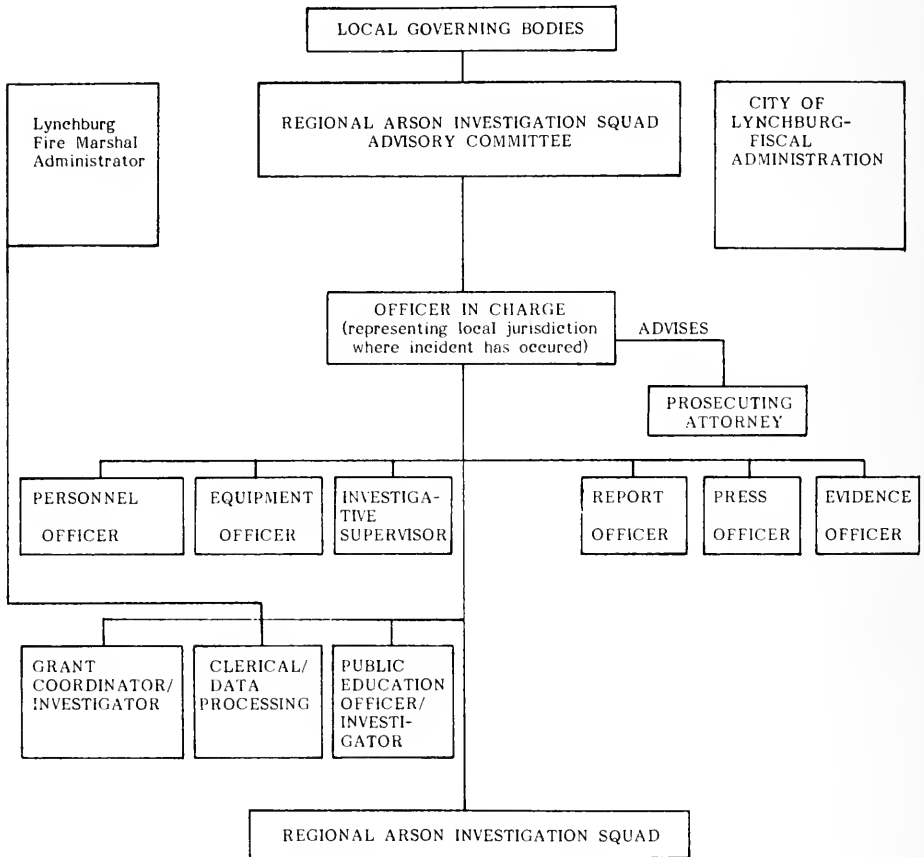 LOCAL GOVERNING BODIES
Lynchburg
Fire Marshal
Administrator
REGIONAL ARSON INVESTIGATION SQUAD
ADVISORY COMMITTEE
CITY OF
LYNCHBURG-
FISCAL
ADMINISTRATION
OFFICER IN CHARGE
(representing local jurisdiction
where incident has occured)
ADVISES
PROSECUTING
ATTORNEY
PERSONNEL
OFFICER
EQUIPMENT
OFFICER
INVESTIGA-
TIVE
SUPERVISOR
REPORT
OFFICER
PRESS
OFFICER
EVIDENCE
OFFICER
GRANT
COORDINATOR/
INVESTIGATOR
CLERICAL/
DATA
PROCESSING
PUBLIC
EDUCATION
OFFICER/
INVESTI-
GATOR
REGIONAL ARSON INVESTIGATION SQUAD